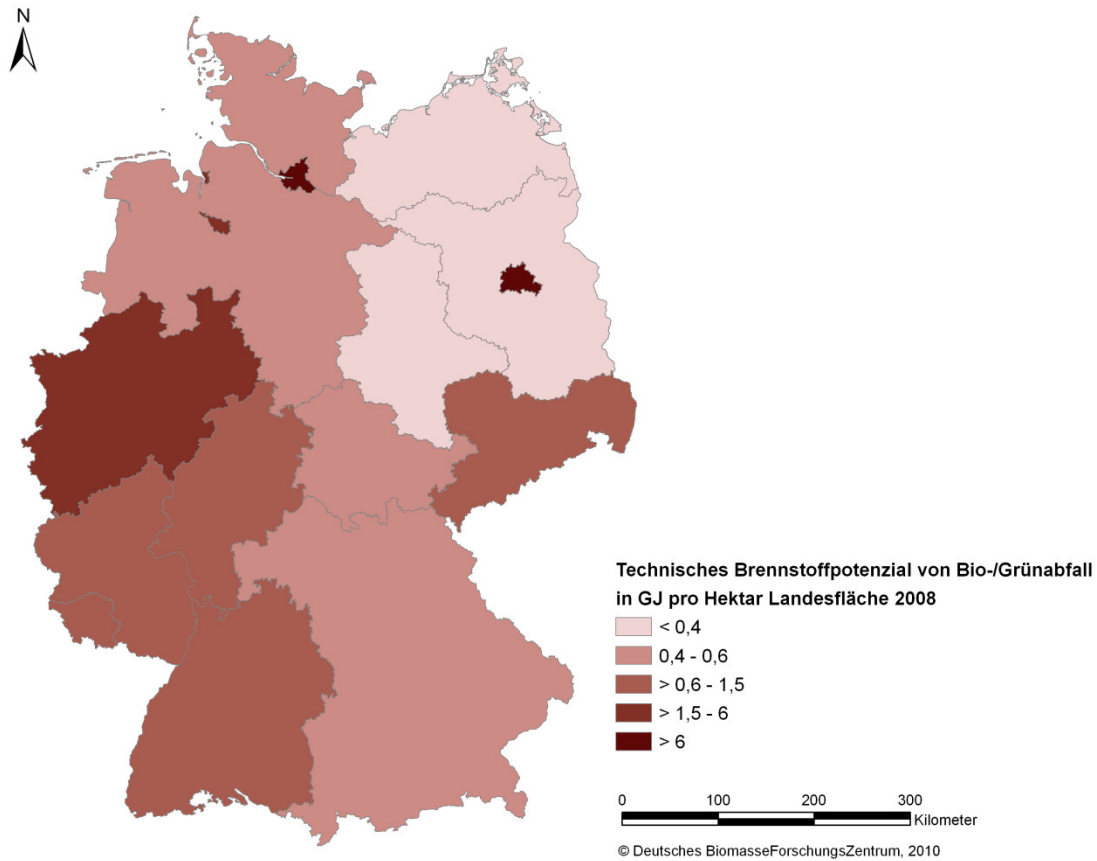 N
Technisches Brennstoffpotenzial von Bio-/Grünabfall
in GJ pro Hektar Landesfläche 2008
< 0,4
0,4 - 0,6
> 0,6 - 1,5
> 1,5 - 6
> 6
0 100 200 300
Kilometer
© Deutsches BiomasseForschungsZentrum, 2010